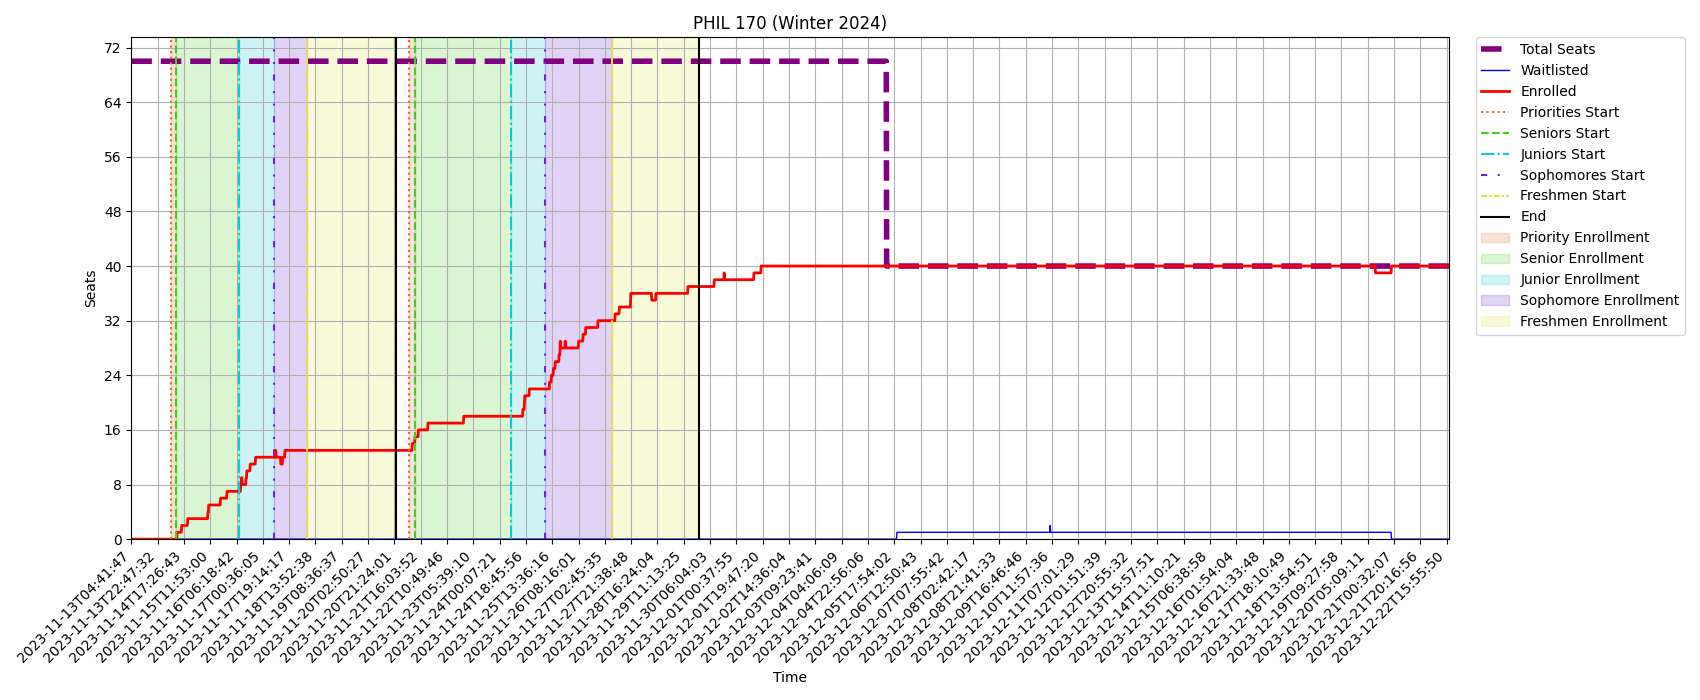 PHIL 170 (Winter 2024)
72
64
56
48
40
32
24
16
8
0
Seats
2023-11-13T04:41:47
2023-11-13T22:47:32
2023-11-14T17:26:43
2023-11-15T11:53:00
2023-11-16T06:18:42
2023-11-17T00:36:05
2023-11-17T19:14:17
2023-11-18T13:52:38
2023-11-19T08:36:37
2023-11-20T02:50:27
2023-11-20T21:24:01
2023-11-21T16:03:52
2023-11-22T10:49:46
2023-11-23T05:39:10
2023-11-24T00:07:21
2023-11-24T18:45:56
2023-11-25T13:36:16
2023-11-26T08:16:01
2023-11-27T02:45:35
2023-11-27T21:38:48
2023-11-28T16:24:04
2023-11-29T11:13:25
2023-11-30T06:04:03
2023-12-01T00:37:55
2023-12-01T19:47:20
2023-12-02T14:36:04
2023-12-03T09:23:41
2023-12-04T04:06:09
2023-12-04T22:56:06
2023-12-05T17:54:02
2023-12-06T12:50:43
2023-12-07T07:55:42
2023-12-08T02:42:17
2023-12-08T21:41:33
2023-12-09T16:46:46
2023-12-10T11:57:36
2023-12-11T07:01:29
2023-12-12T01:51:39
2023-12-12T20:55:32
2023-12-13T15:57:51
2023-12-14T11:10:21
2023-12-15T06:38:58
2023-12-16T01:54:04
2023-12-16T21:33:48
2023-12-17T18:10:49
2023-12-18T13:54:51
2023-12-19T09:27:58
2023-12-20T05:09:11
2023-12-21T00:32:07
2023-12-21T20:16:56
2023-12-22T15:55:50
Time
Total Seats
Waitlisted
Enrolled
Priorities Start
Seniors Start
Juniors Start
Sophomores Start
Freshmen Start
End
Priority Enrollment
Senior Enrollment
Junior Enrollment
Sophomore Enrollment
Freshmen Enrollment